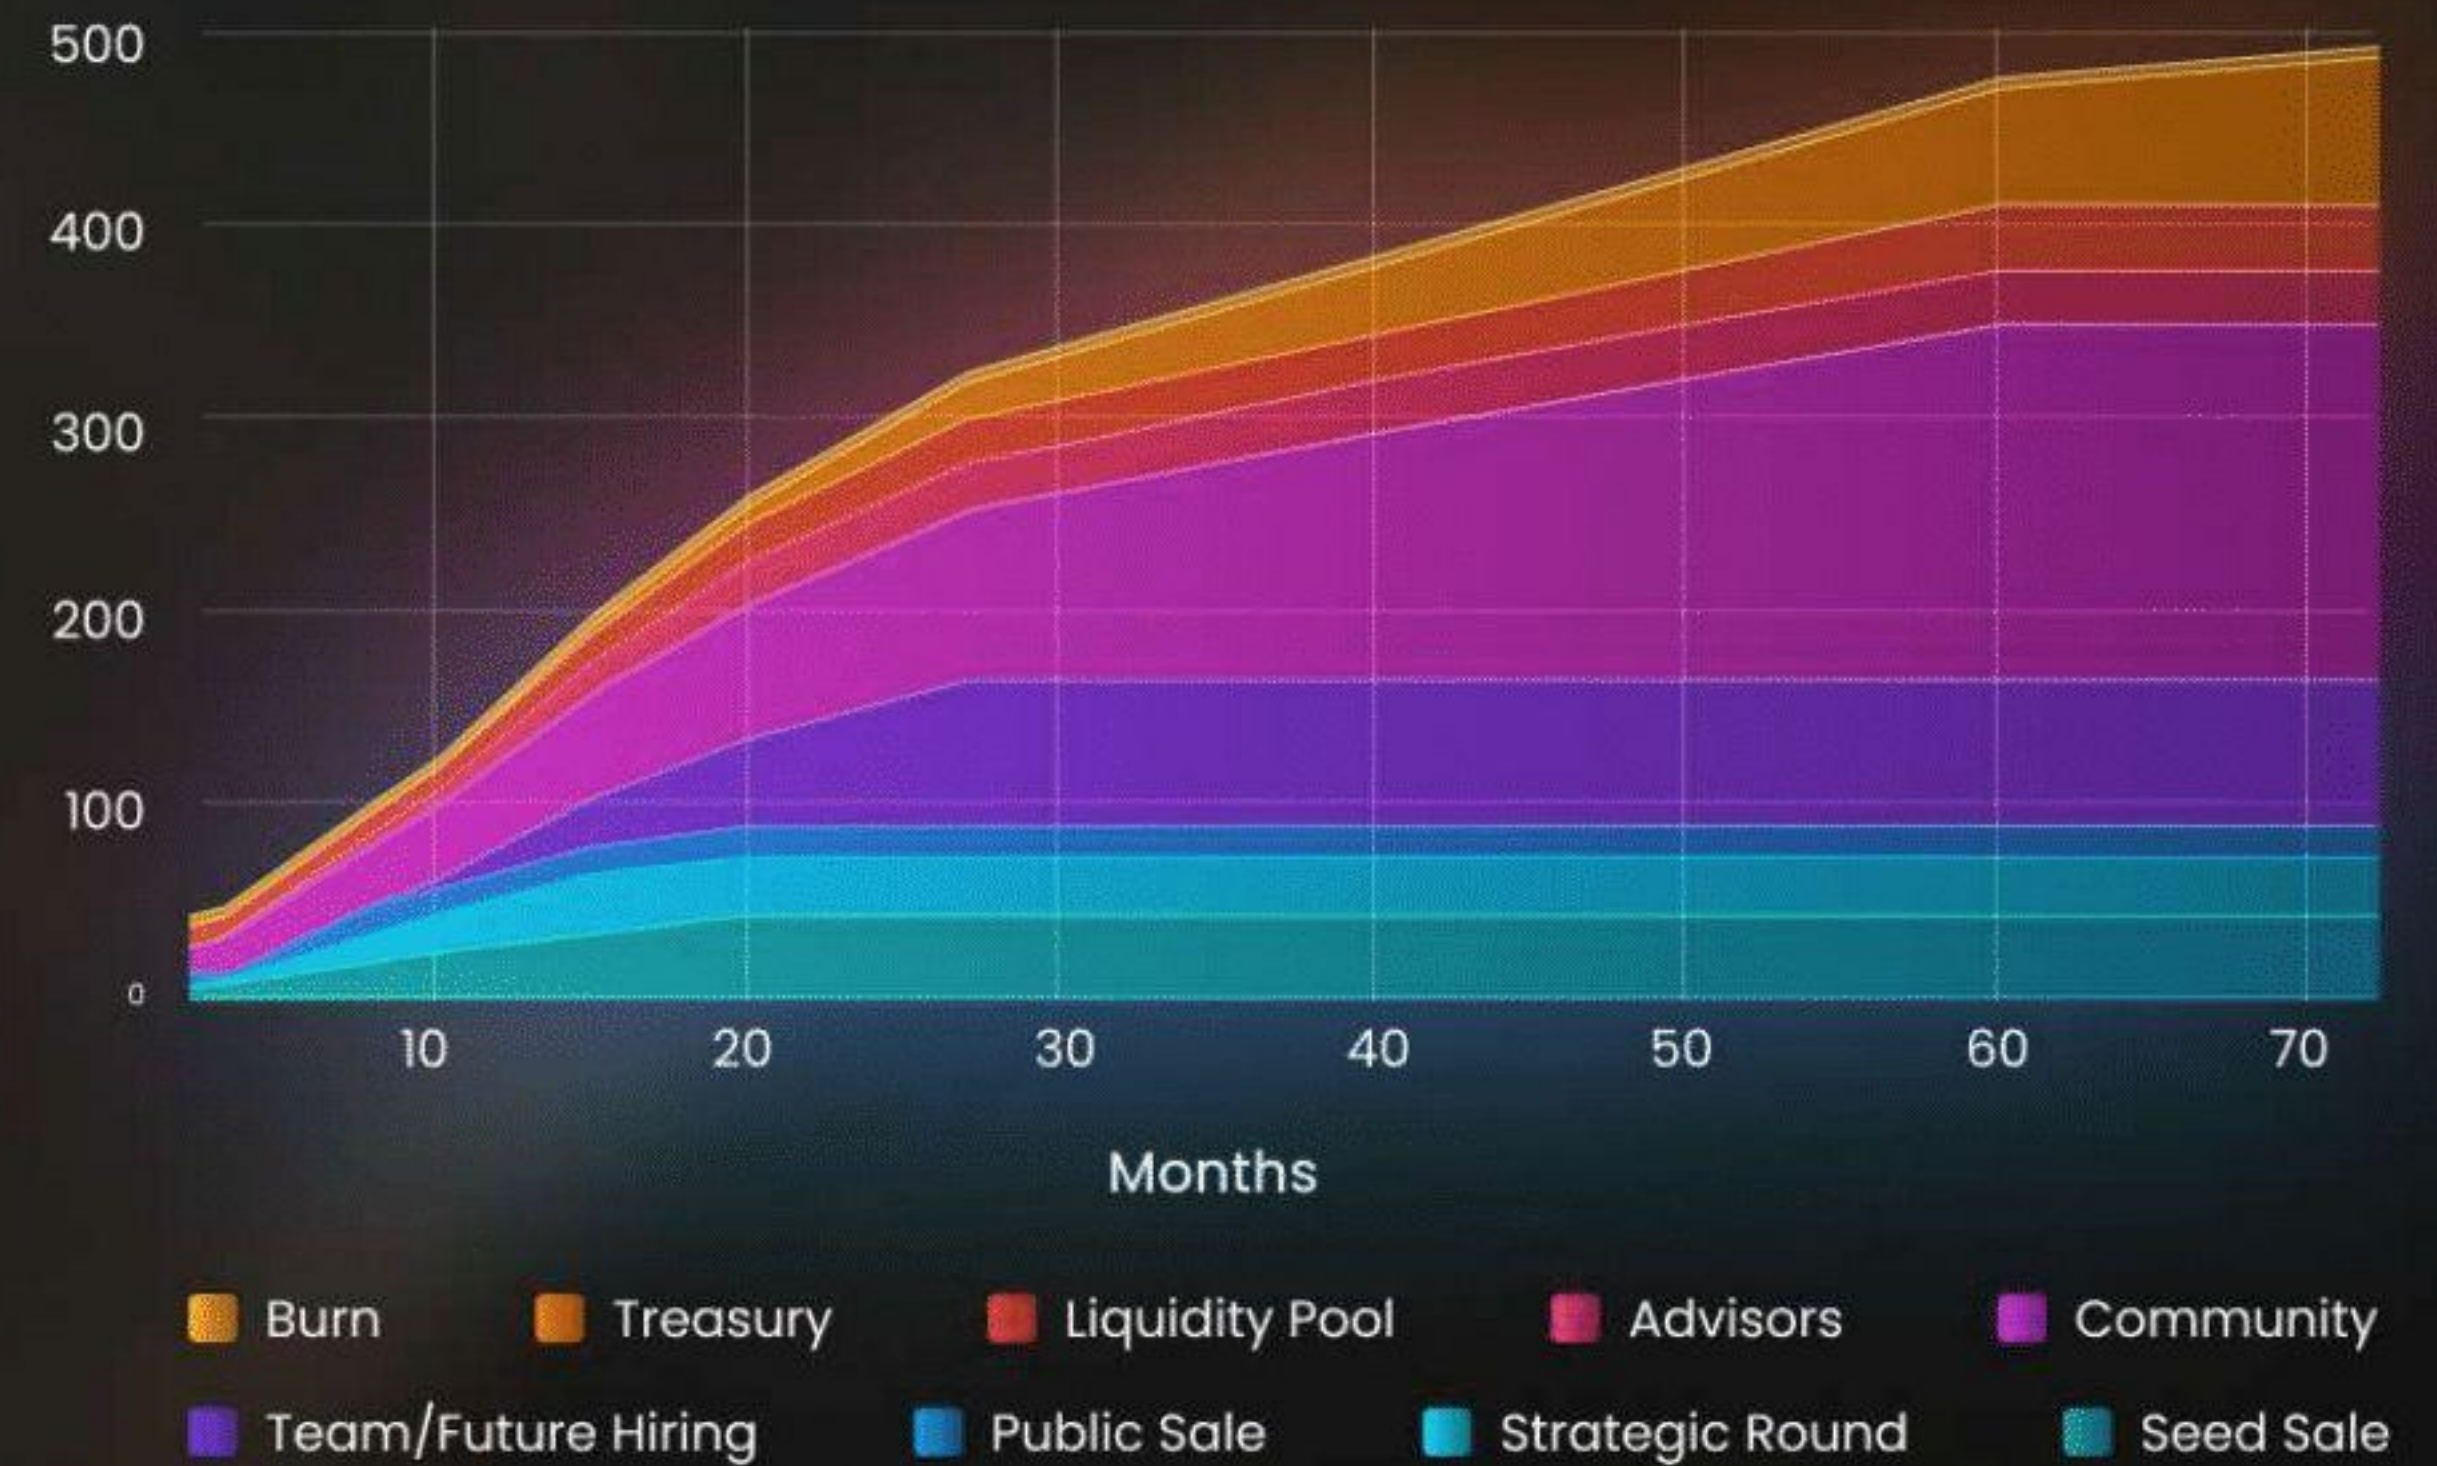 500
400
300
200
100
0
10 20 30 40 50 60 70
Months
Burn Treasury Liquidity Pool Advisors Community
Team/Future Hiring Public Sale Strategic Round Seed Sale